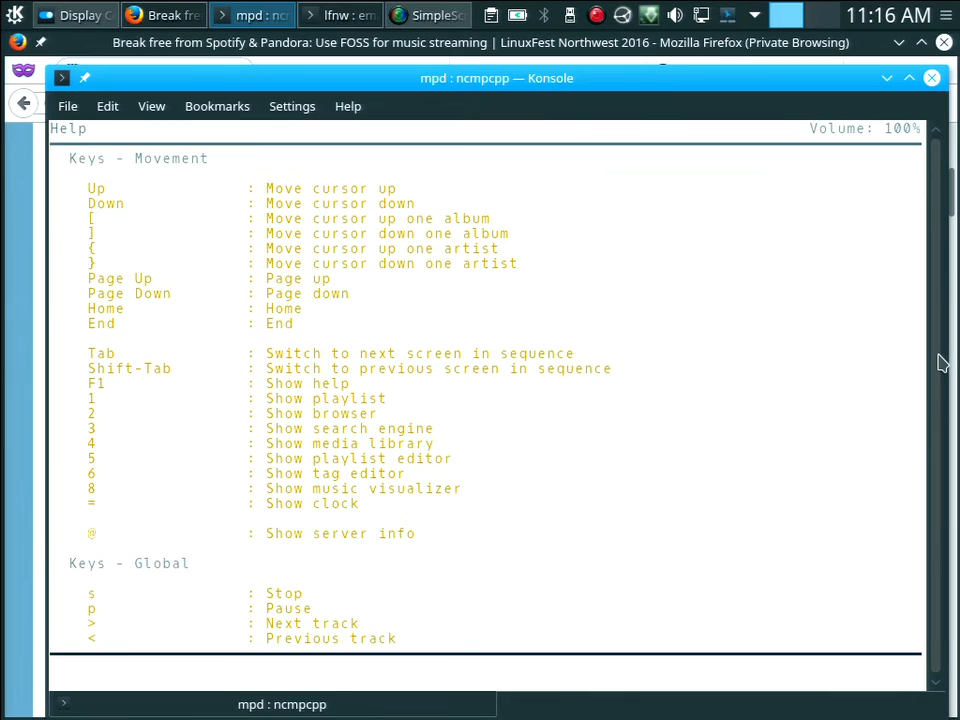 Display C
Break fre
mpd : nc
lfnw : em
SimpleSc
11:16 AM
Break free from Spotify & Pandora: Use FOSS for music streaming | LinuxFest Northwest 2016 - Mozilla Firefox (Private Browsing)
mpd : ncmpcpp — Konsole
File Edit View Bookmarks Settings Help
Help Volume: 100%
Keys - Movement
Up : Move cursor up
Down : Move cursor down
[ : Move cursor up one album
] : Move cursor down one album
{ : Move cursor up one artist
} : Move cursor down one artist
Page Up : Page up
Page Down : Page down
Home : Home
End : End
Tab : Switch to next screen in sequence
Shift-Tab : Switch to previous screen in sequence
F1 : Show help
1 : Show playlist
2 : Show browser
3 : Show search engine
4 : Show media library
5 : Show playlist editor
6 : Show tag editor
8 : Show music visualizer
= : Show clock
@ : Show server info
Keys - Global
s : Stop
p : Pause
> : Next track
< : Previous track
mpd : ncmpcpp